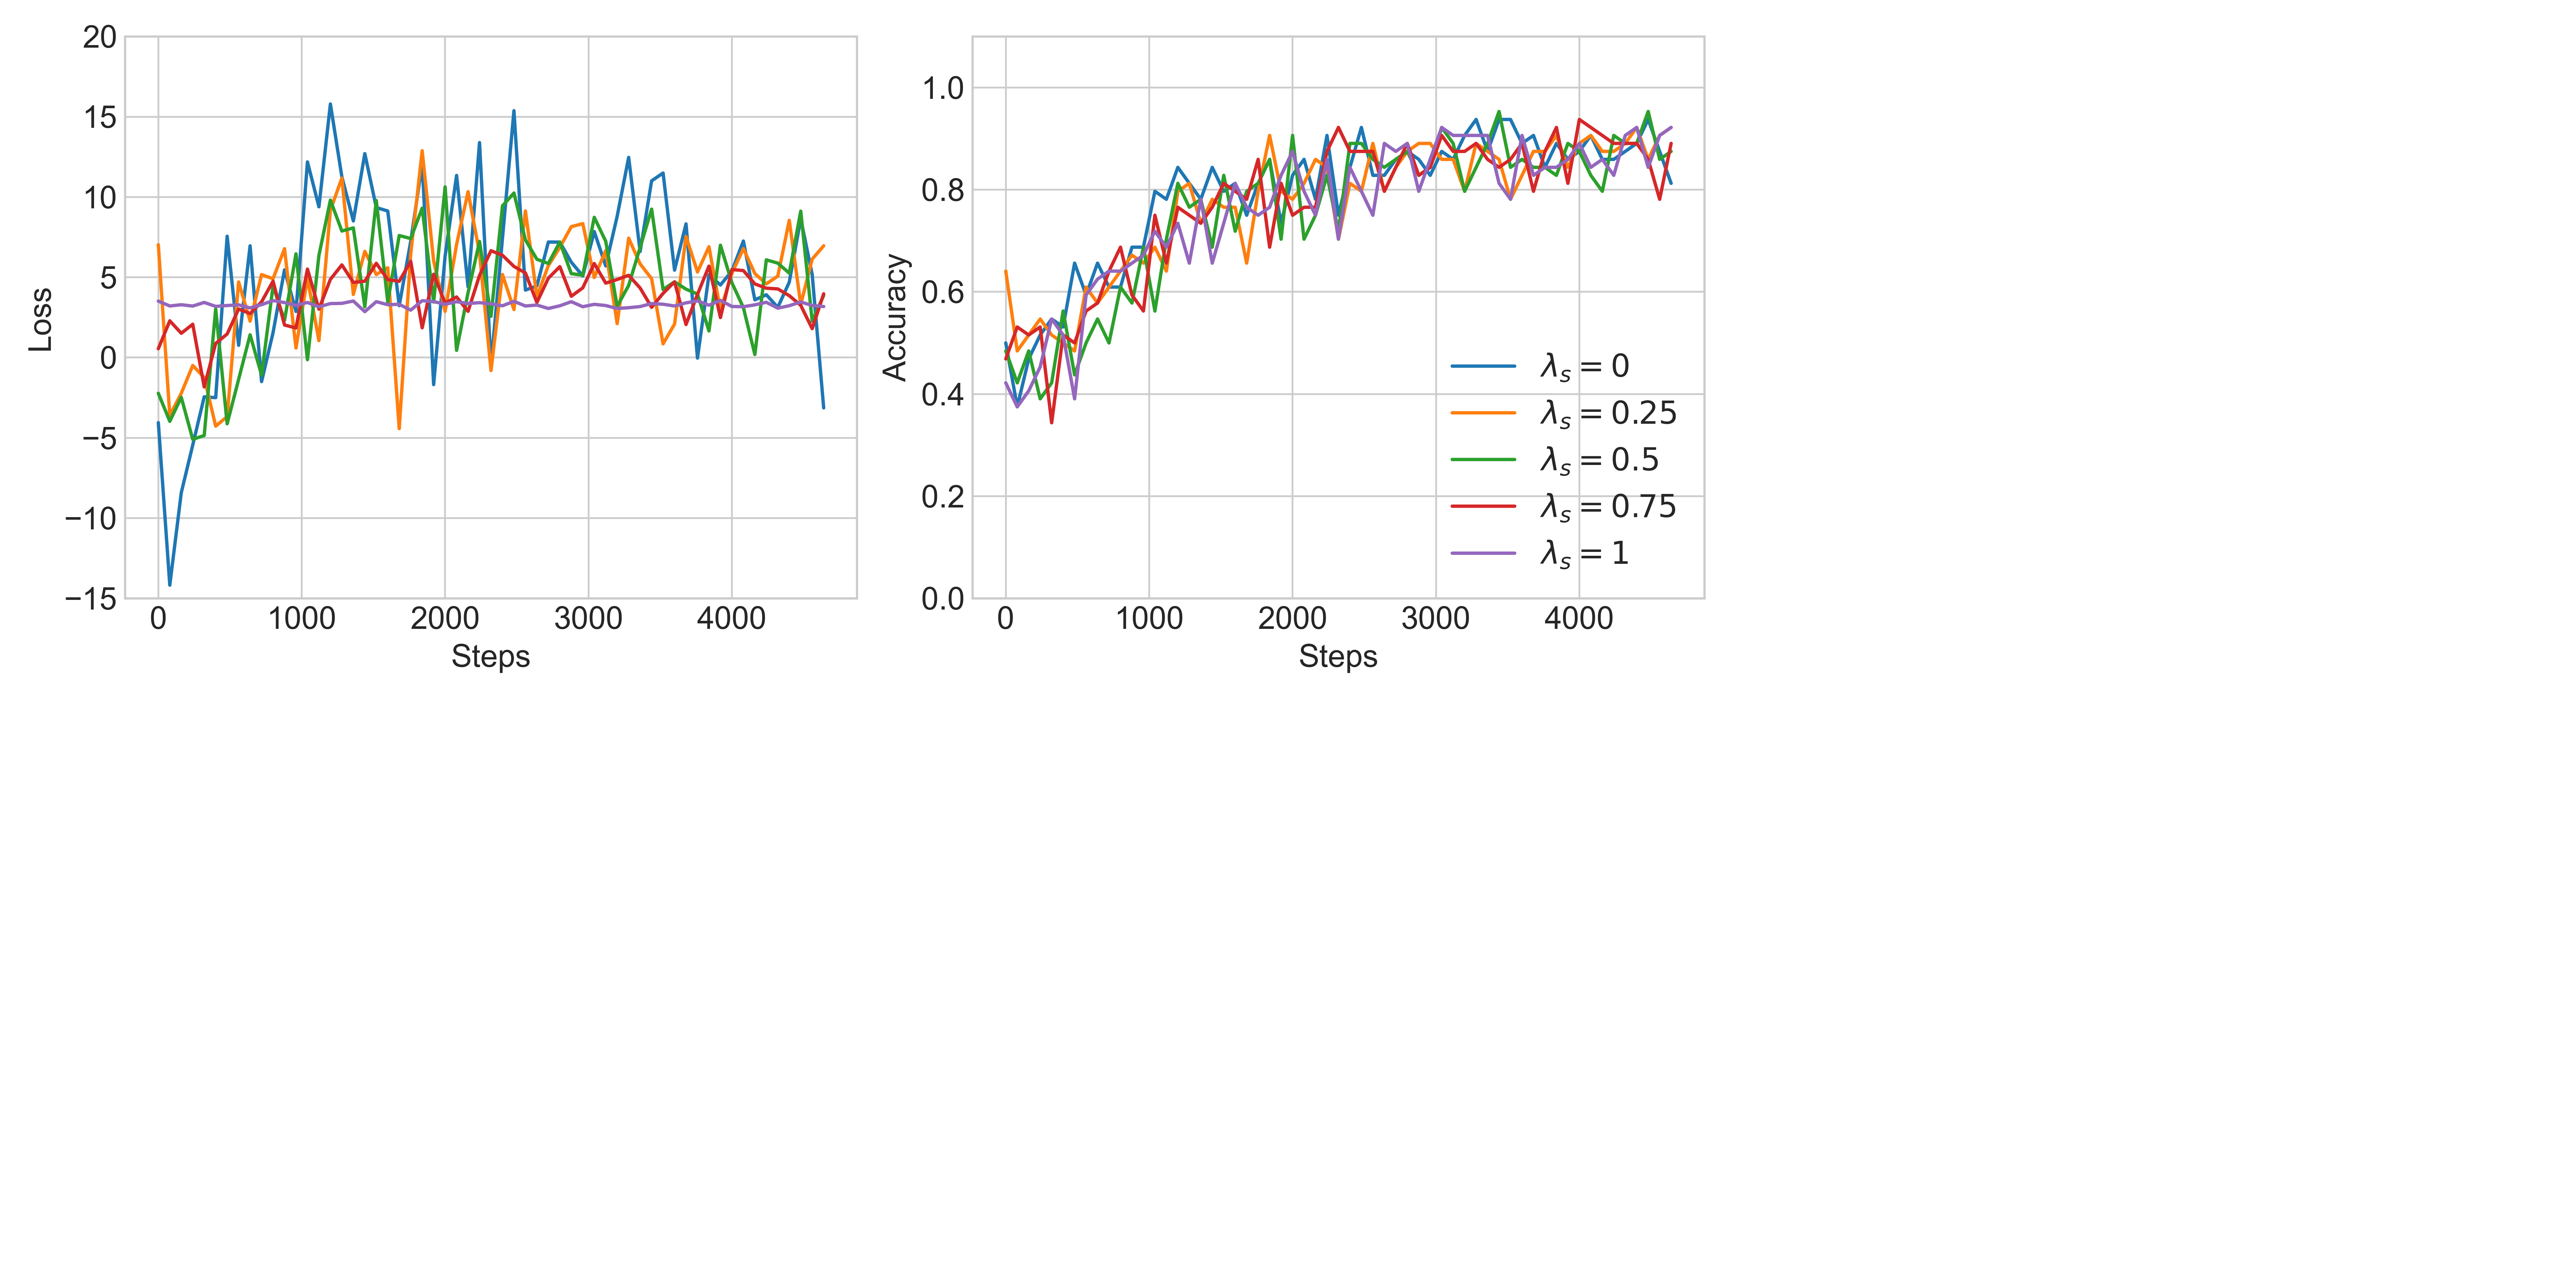 20
15
10
5
0
−5
−10
−15
Loss
0 1000 2000 3000 4000
Steps
1.0
0.8
0.6
0.4
0.2
0.0
Accuracy
0 1000 2000 3000 4000
Steps
λₛ = 0
λₛ = 0.25
λₛ = 0.5
λₛ = 0.75
λₛ = 1